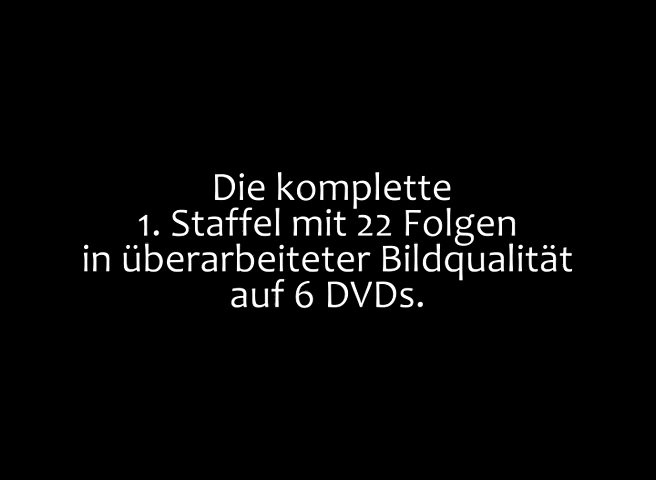 Die komplette
1. Staffel mit 22 Folgen
in überarbeiteter Bildqualität
auf 6 DVDs.